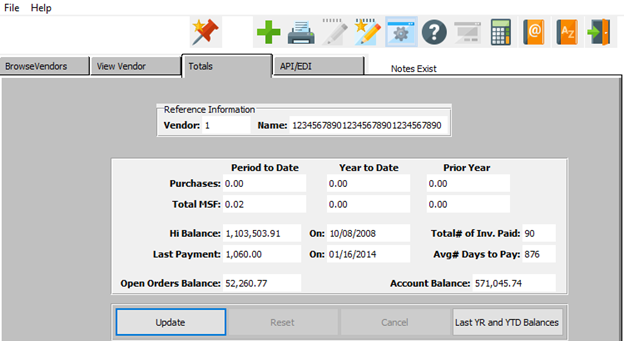 File Help
@ A Z
BrowseVendors View Vendor Totals API/EDI Notes Exist
Reference Information
Vendor: 1 Name: 123456789012345678901234567890
Period to Date Year to Date Prior Year
Purchases: 0.00 0.00 0.00
Total MSF: 0.02 0.00 0.00
Hi Balance: 1,103,503.91 On: 10/08/2008 Total# of Inv. Paid: 90
Last Payment: 1,060.00 On: 01/16/2014 Avg# Days to Pay: 876
Open Orders Balance: 52,260.77 Account Balance: 571,045.74
Update Reset Cancel Last YR and YTD Balances